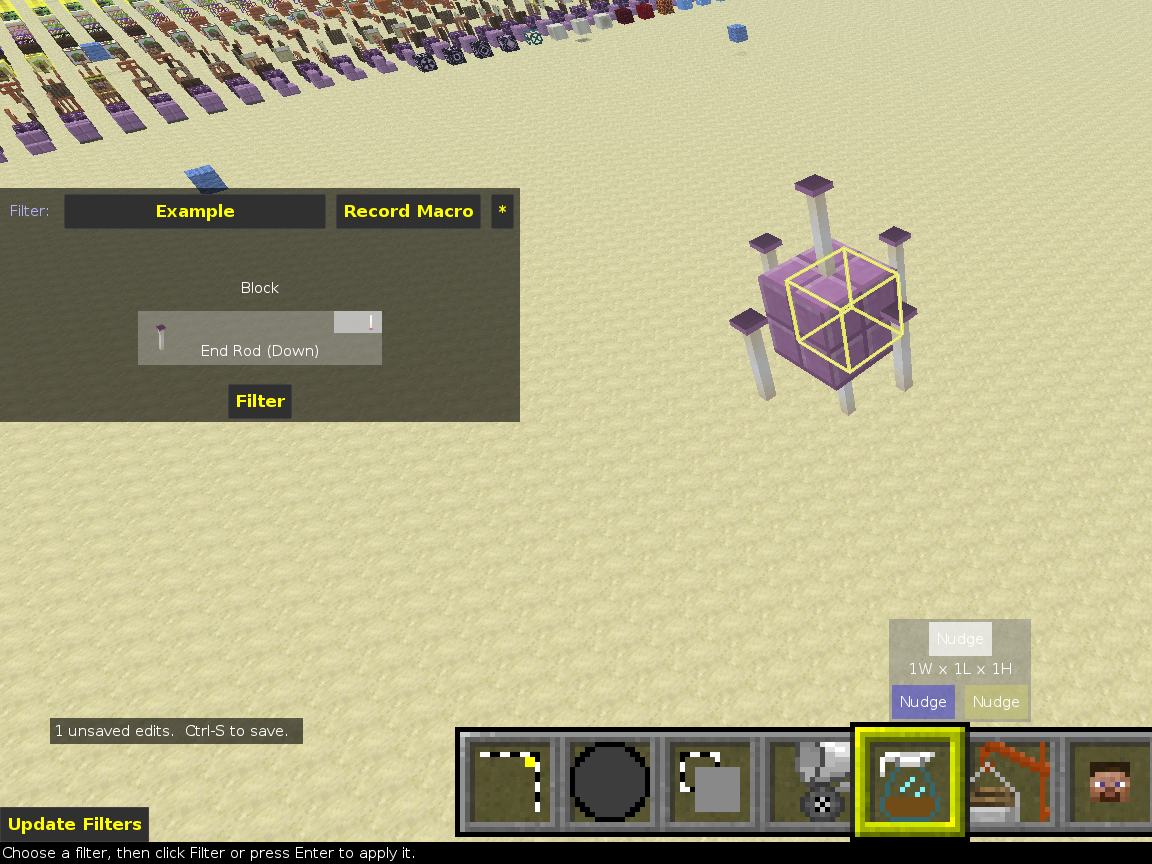 Filter:
Example
Record Macro
*
Block
End Rod (Down)
Filter
Nudge
1W x 1L x 1H
Nudge
Nudge
1 unsaved edits.  Ctrl-S to save.
Update Filters
Choose a filter, then click Filter or press Enter to apply it.